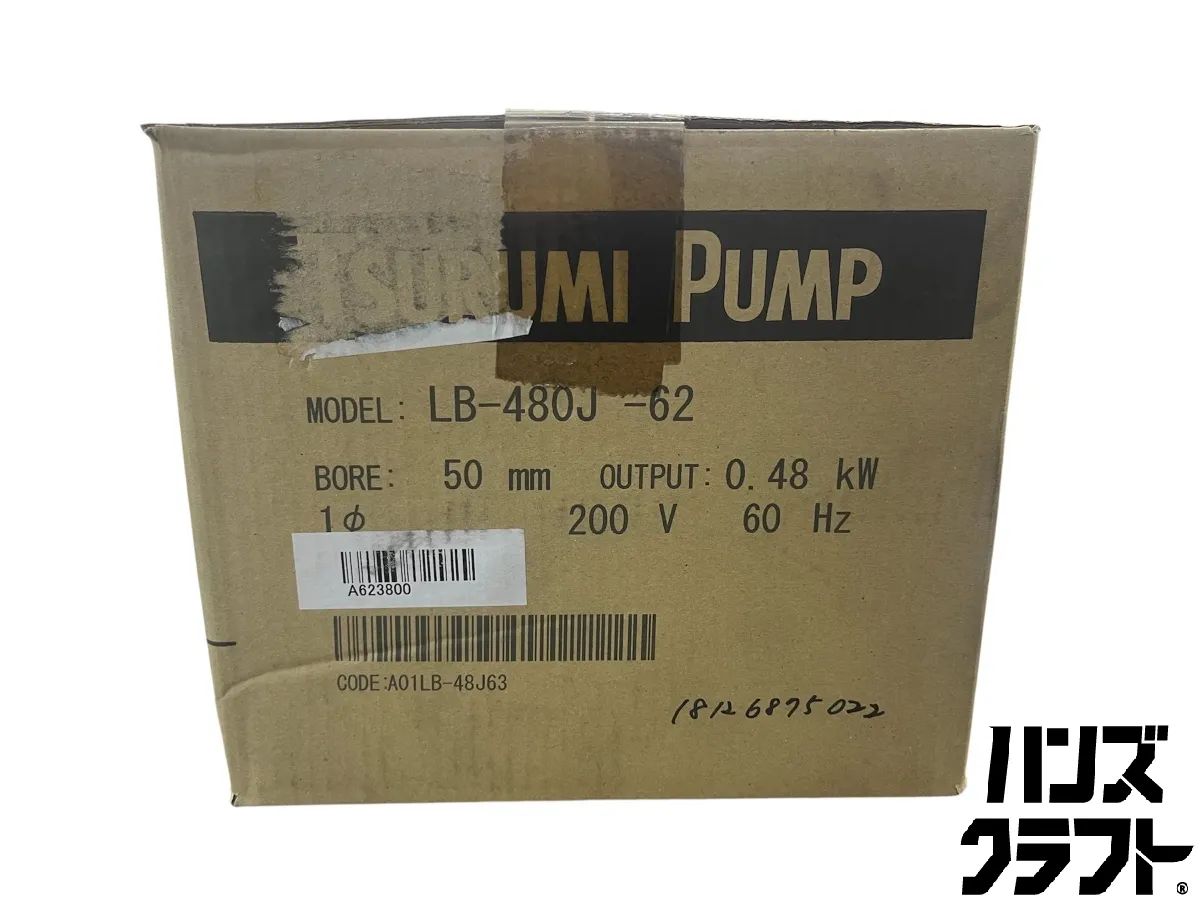 TSURUMI PUMP
MODEL: LB-480J -62
BORE: 50 mm OUTPUT: 0.48 kW
1φ 200 V 60 Hz
A623800
CODE:A01LB-48J63
18126875022
ハンズ
クラフト®